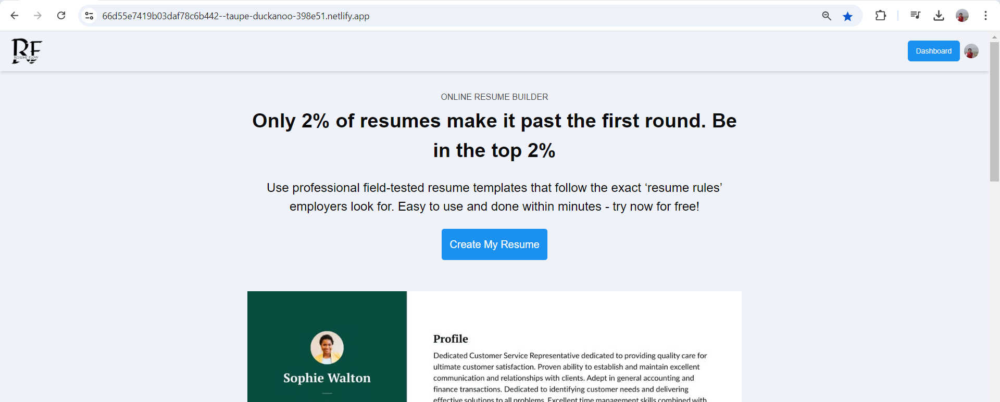 66d55e7419b03daf78c6b442--taupe-duckanoo-398e51.netlify.app
RF
RESUME FLOW
Dashboard
ONLINE RESUME BUILDER
Only 2% of resumes make it past the first round. Be
in the top 2%
Use professional field-tested resume templates that follow the exact ‘resume rules’
employers look for. Easy to use and done within minutes - try now for free!
Create My Resume
Sophie Walton
Profile
Dedicated Customer Service Representative dedicated to providing quality care for
ultimate customer satisfaction. Proven ability to establish and maintain excellent
communication and relationships with clients. Adept in general accounting and
finance transactions. Dedicated to identifying customer needs and delivering
effective solutions to all problems. Excellent time management skills combined with